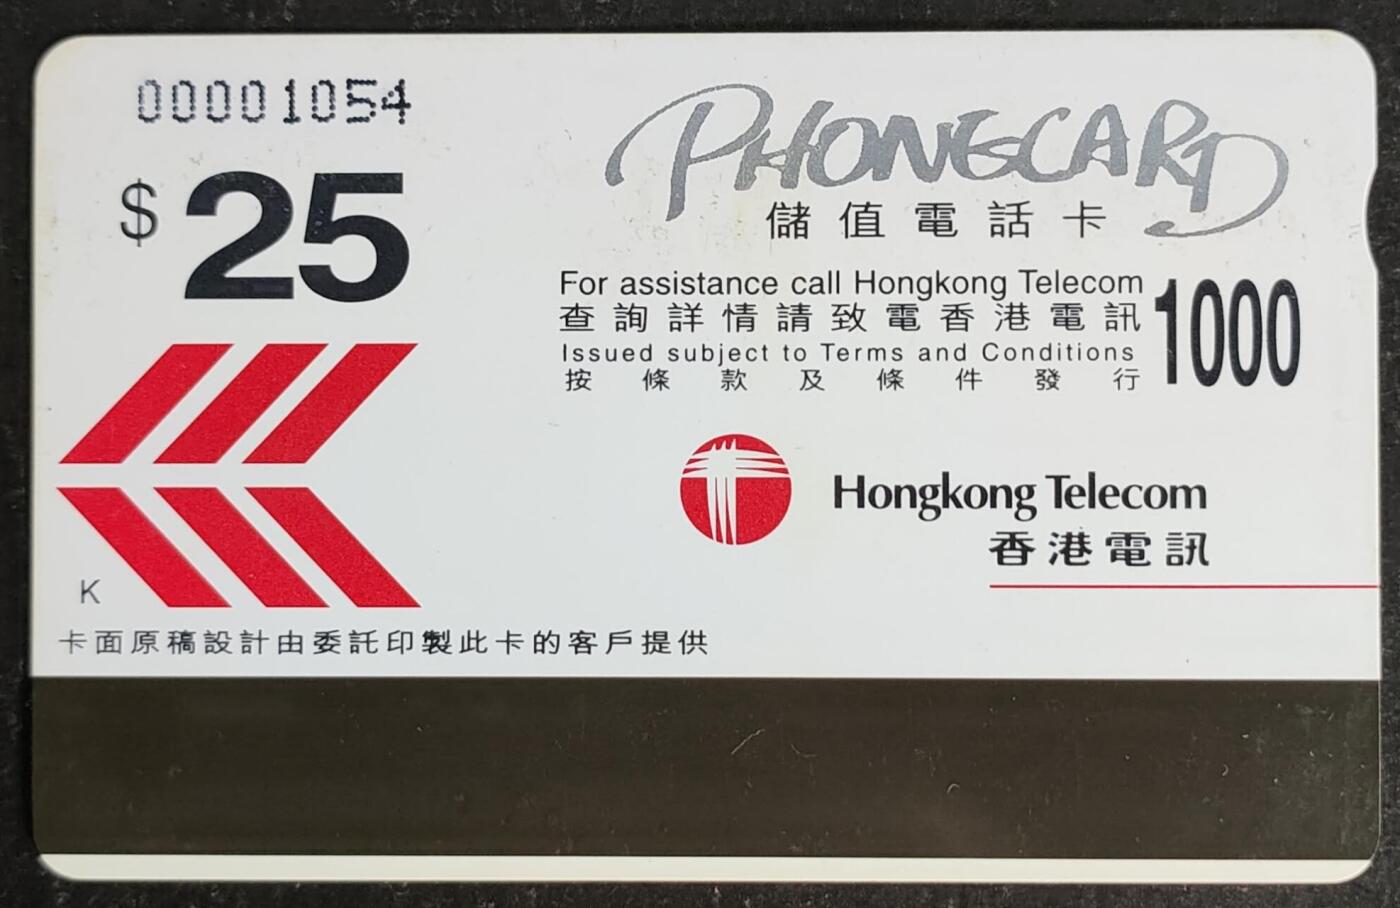 00001054
$25
PHONECARD
儲值電話卡
For assistance call Hongkong Telecom
查詢詳情請致電香港電訊
1000
Issued subject to Terms and Conditions
按條款及條件發行
Hongkong Telecom
香港電訊
K
卡面原稿設計由委託印製此卡的客戶提供